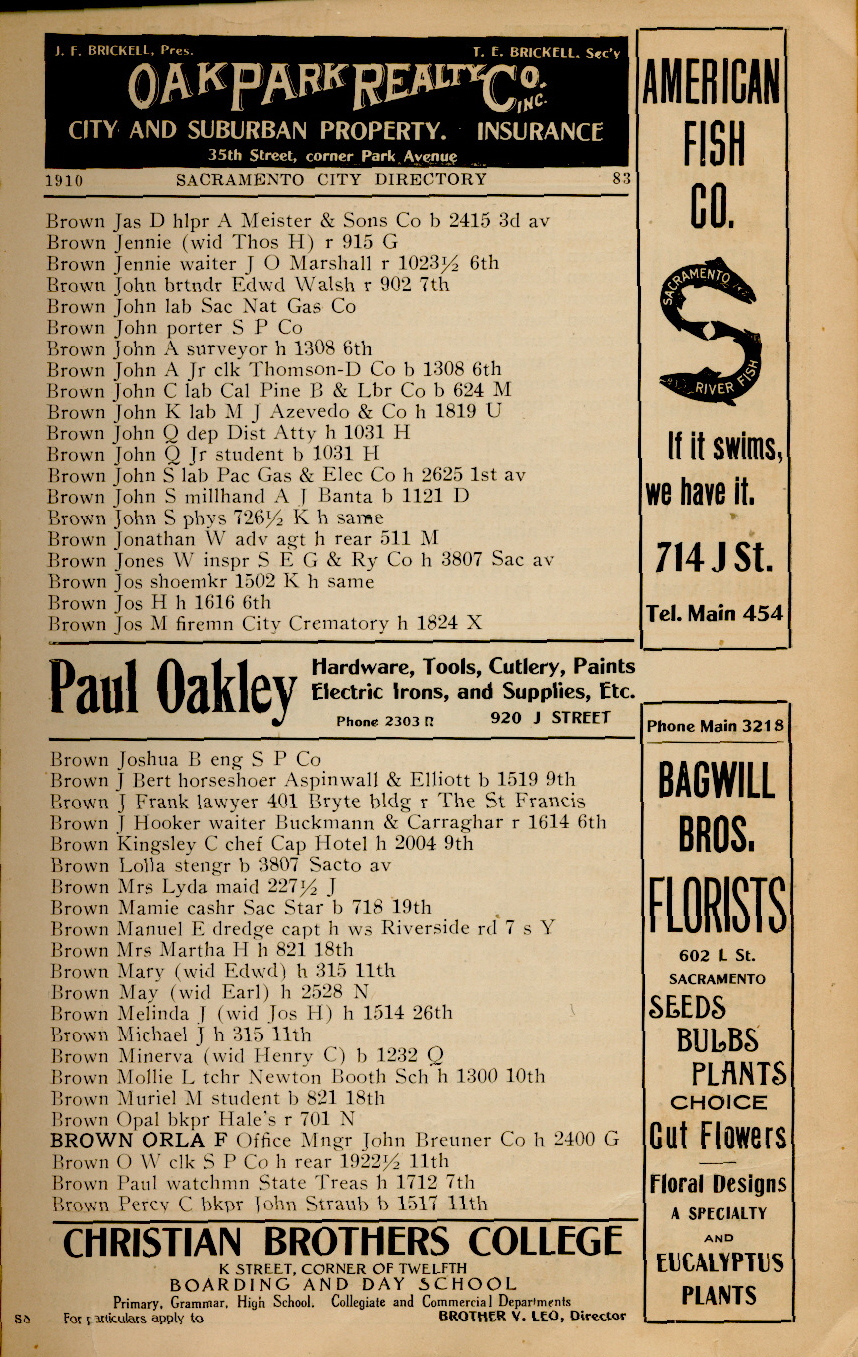 J. F. BRICKELL, Pres. T. E. BRICKELL. Sec'y
OAK PARK REALTY CO. INC.
CITY AND SUBURBAN PROPERTY. INSURANCE
35th Street, corner Park Avenue
1910 SACRAMENTO CITY DIRECTORY 83
Brown Jas D hlpr A Meister & Sons Co b 2415 3d av
Brown Jennie (wid Thos H) r 915 G
Brown Jennie waiter J O Marshall r 1023½ 6th
Brown John brtndr Edwd Walsh r 902 7th
Brown John lab Sac Nat Gas Co
Brown John porter S P Co
Brown John A surveyor h 1308 6th
Brown John A Jr clk Thomson-D Co b 1308 6th
Brown John C lab Cal Pine B & Lbr Co b 624 M
Brown John K lab M J Azevedo & Co h 1819 U
Brown John Q dep Dist Atty h 1031 H
Brown John Q Jr student b 1031 H
Brown John S lab Pac Gas & Elec Co h 2625 1st av
Brown John S millhand A J Banta b 1121 D
Brown John S phys 726½ K h same
Brown Jonathan W adv agt h rear 511 M
Brown Jones W inspr S E G & Ry Co h 3807 Sac av
Brown Jos shoemkr 1502 K h same
Brown Jos H h 1616 6th
Brown Jos M firemn City Crematory h 1824 X
Paul Oakley
Hardware, Tools, Cutlery, Paints
Electric Irons, and Supplies, Etc.
Phone 2303 R 920 J STREET
Brown Joshua B eng S P Co
Brown J Bert horseshoer Aspinwall & Elliott b 1519 9th
Brown J Frank lawyer 401 Bryte bldg r The St Francis
Brown J Hooker waiter Buckmann & Carraghar r 1614 6th
Brown Kingsley C chef Cap Hotel h 2004 9th
Brown Lolla stengr b 3807 Sacto av
Brown Mrs Lyda maid 227½ J
Brown Mamie cashr Sac Star b 718 19th
Brown Manuel E dredge capt h ws Riverside rd 7 s Y
Brown Mrs Martha H h 821 18th
Brown Mary (wid Edwd) h 315 11th
Brown May (wid Earl) h 2528 N
Brown Melinda J (wid Jos H) h 1514 26th
Brown Michael J h 315 11th
Brown Minerva (wid Henry C) b 1232 Q
Brown Mollie L tchr Newton Booth Sch h 1300 10th
Brown Muriel M student b 821 18th
Brown Opal bkpr Hale's r 701 N
BROWN ORLA F Office Mngr John Breuner Co h 2400 G
Brown O W clk S P Co h rear 1922½ 11th
Brown Paul watchmn State Treas h 1712 7th
Brown Percy C bkpr John Straub b 1517 11th
CHRISTIAN BROTHERS COLLEGE
K STREET, CORNER OF TWELFTH
BOARDING AND DAY SCHOOL
Primary, Grammar, High School. Collegiate and Commercial Departments
For particulars apply to BROTHER V. LEO, Director
AMERICAN
FISH
CO.
SACRAMENTO
RIVER FISH
If it swims,
we have it.
714 J St.
Tel. Main 454
Phone Main 3218
BAGWILL
BROS.
FLORISTS
602 L St.
SACRAMENTO
SEEDS
BULBS
PLANTS
CHOICE
Cut Flowers
Floral Designs
A SPECIALTY
AND
EUCALYPTUS
PLANTS